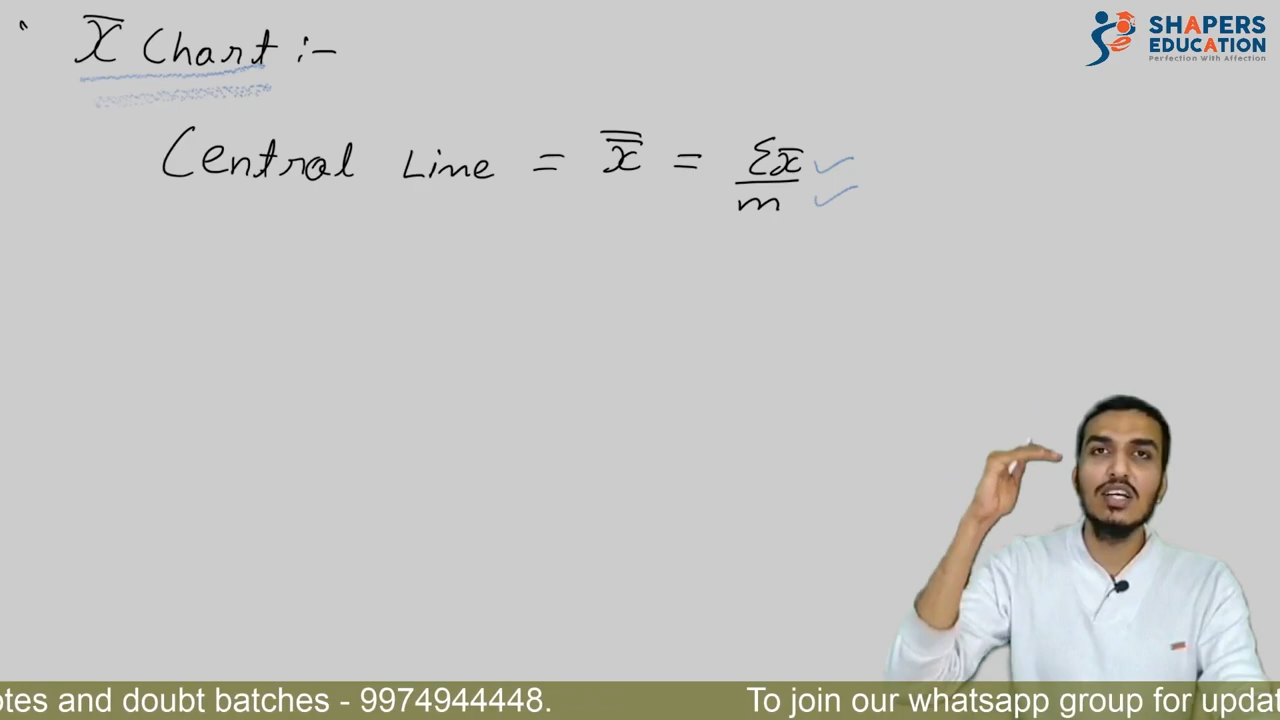 X̄ Chart :-
SHAPERS
EDUCATION
Perfection With Affection
Central Line = x̿ = Σx̄ / m
otes and doubt batches - 9974944448. To join our whatsapp group for updat